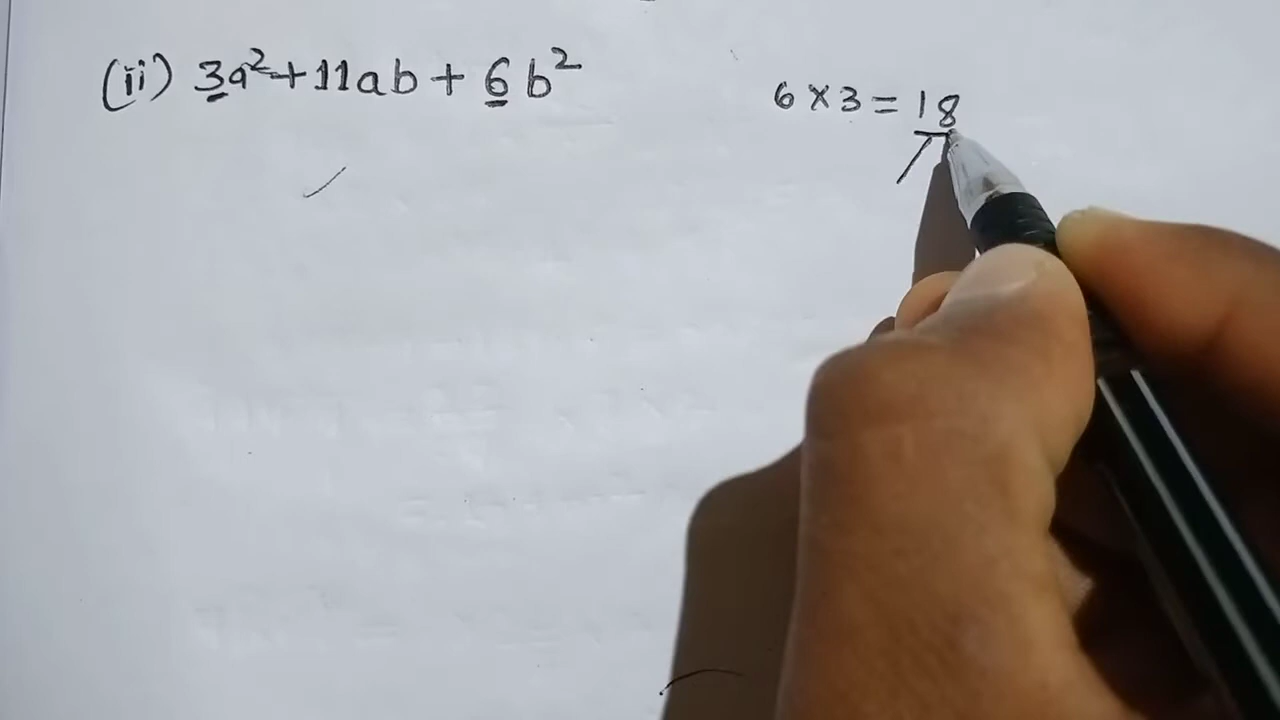 (ii) 3a²+11ab + 6b²
6 × 3 = 18